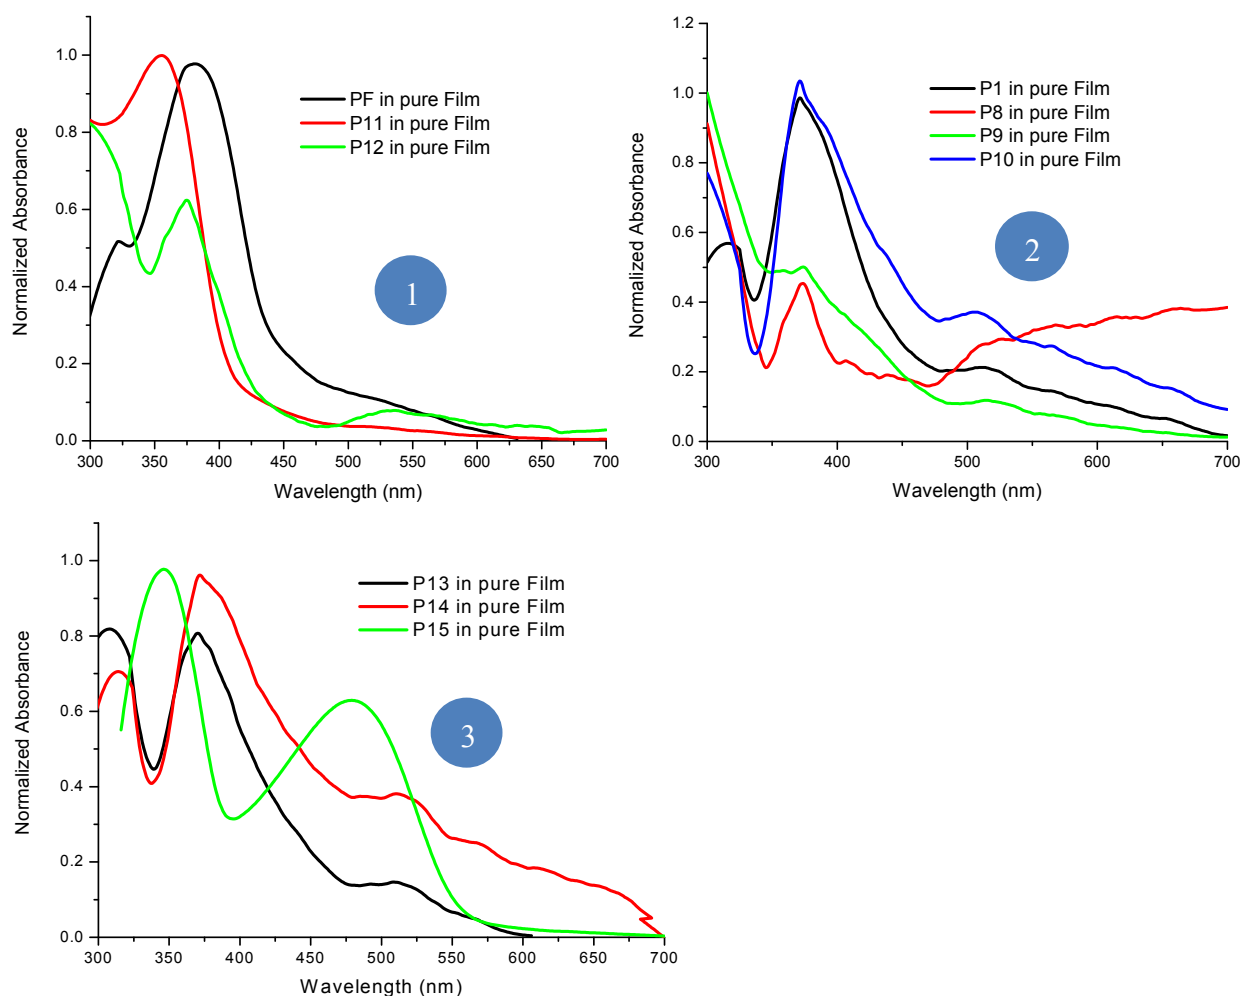 PF in pure Film
P11 in pure Film
P12 in pure Film
1
Normalized Absorbance
1.0
0.8
0.6
0.4
0.2
0.0
300 350 400 450 500 550 600 650 700
Wavelength (nm)
P1 in pure Film
P8 in pure Film
P9 in pure Film
P10 in pure Film
2
Normalized Absorbance
1.2
1.0
0.8
0.6
0.4
0.2
0.0
300 400 500 600 700
Wavelength (nm)
P13 in pure Film
P14 in pure Film
P15 in pure Film
3
Normalized Absorbance
1.0
0.8
0.6
0.4
0.2
0.0
300 350 400 450 500 550 600 650 700
Wavelength (nm)